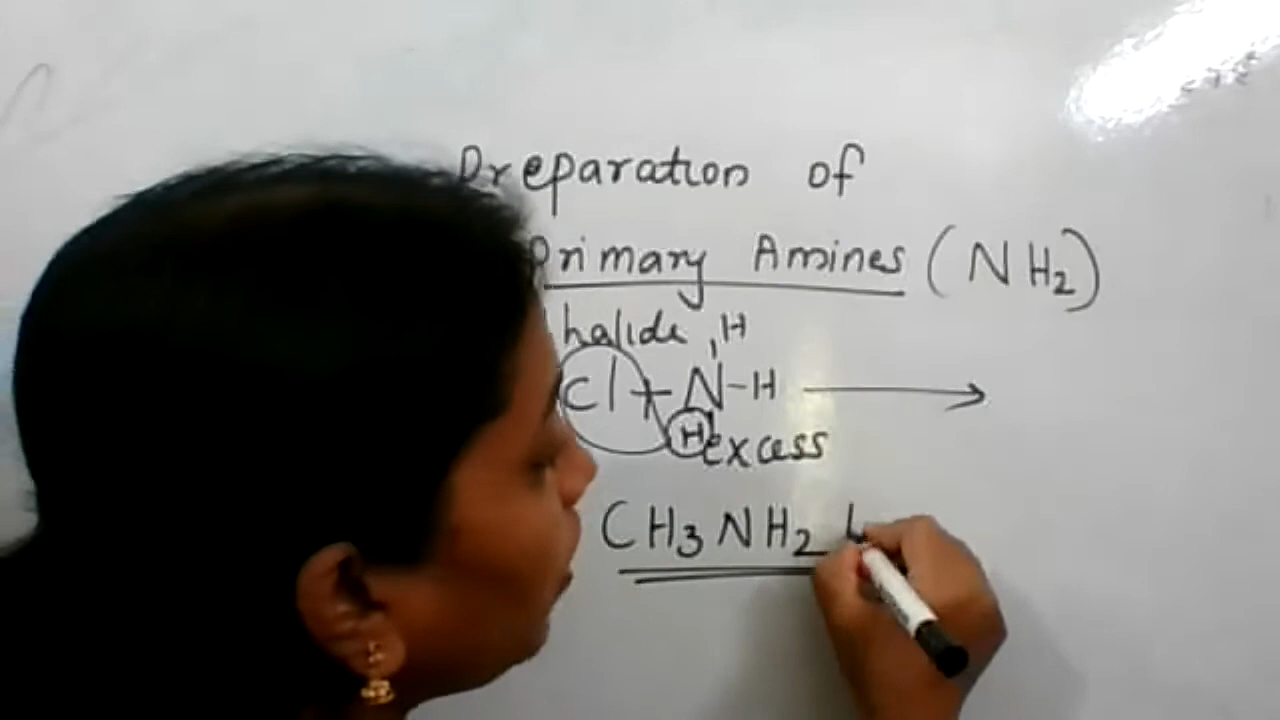 Preparation of
Primary Amines (NH2)
halide, H
Cl + N-H →
H excess
CH3NH2